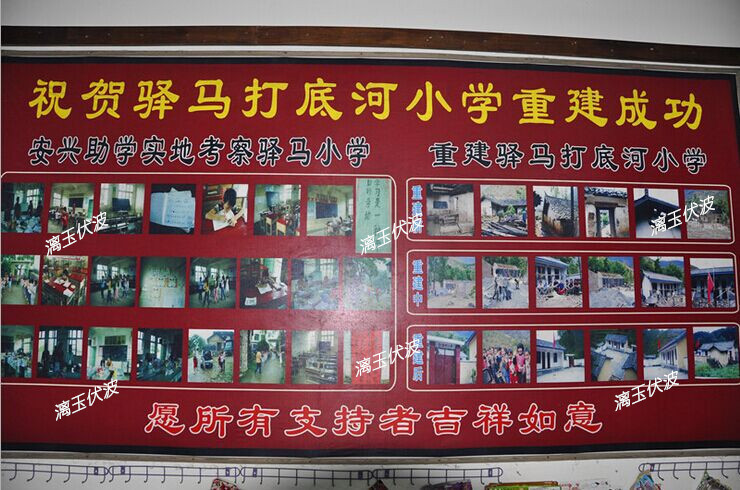 祝贺驿马打底河小学重建成功
安兴助学实地考察驿马小学
重建驿马打底河小学
重建中
重建后
愿所有支持者吉祥如意
漓玉伏波
漓玉伏波
漓玉伏波
漓玉伏波
漓玉伏波
漓玉伏波